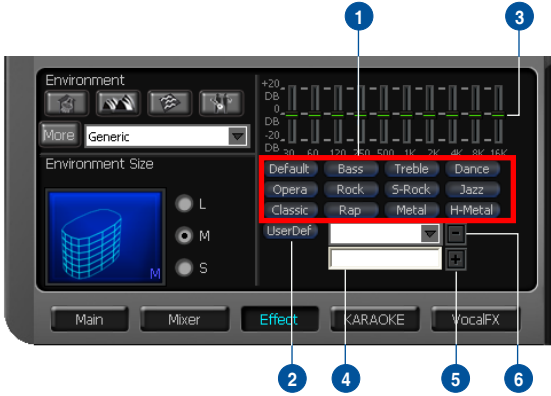 1
3
Environment
More
Generic
Environment Size
L
M
S
M
+20
DB
0
DB
-20
DB
30 60 120 250 500 1K 2K 4K 8K 16K
Default Bass Treble Dance
Opera Rock S-Rock Jazz
Classic Rap Metal H-Metal
UserDef
-
+
Main Mixer Effect KARAOKE VocalFX
2
4
5
6